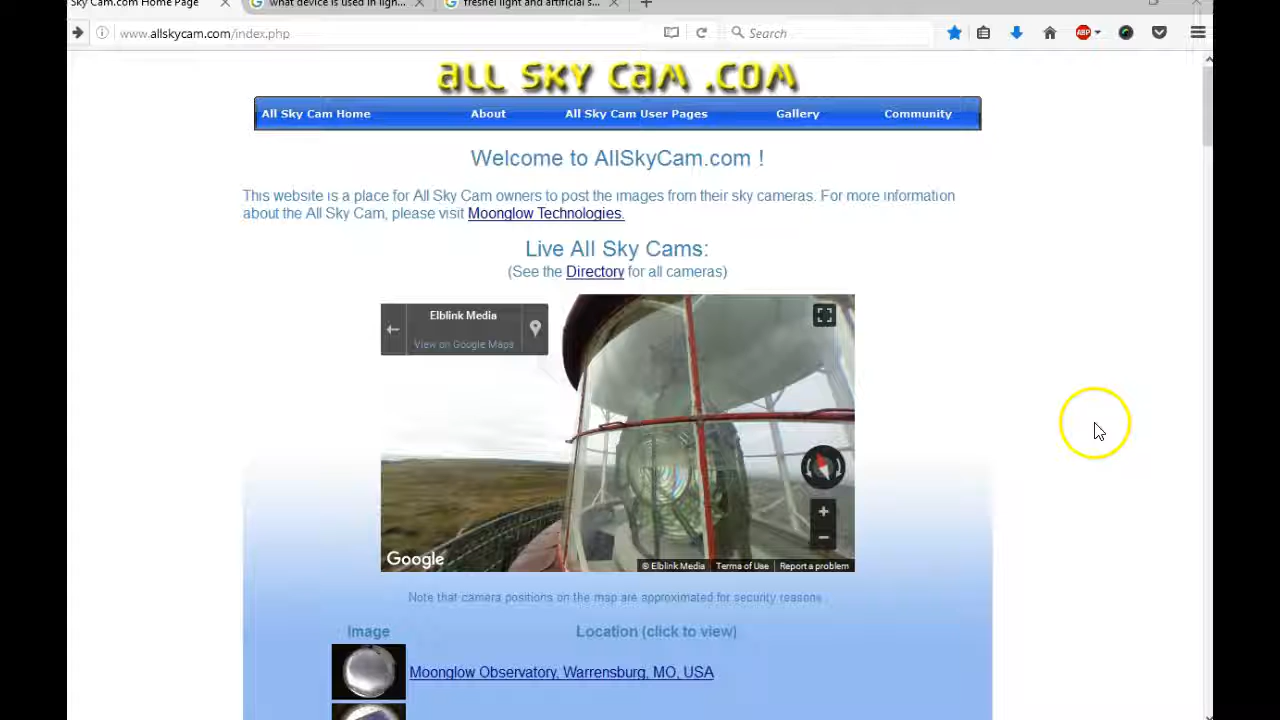 Sky Cam.com Home Page
what device is used in ligh...
fresnel light and artificial s...
www.allskycam.com/index.php
Search
ABP
ALL SKY CAM .COM
All Sky Cam Home
About
All Sky Cam User Pages
Gallery
Community
Welcome to AllSkyCam.com !
This website is a place for All Sky Cam owners to post the images from their sky cameras. For more information
about the All Sky Cam, please visit Moonglow Technologies.
Live All Sky Cams:
(See the Directory for all cameras)
Elblink Media
View on Google Maps
Google
© Elblink Media
Terms of Use
Report a problem
Note that camera positions on the map are approximated for security reasons
Image
Location (click to view)
Moonglow Observatory, Warrensburg, MO, USA